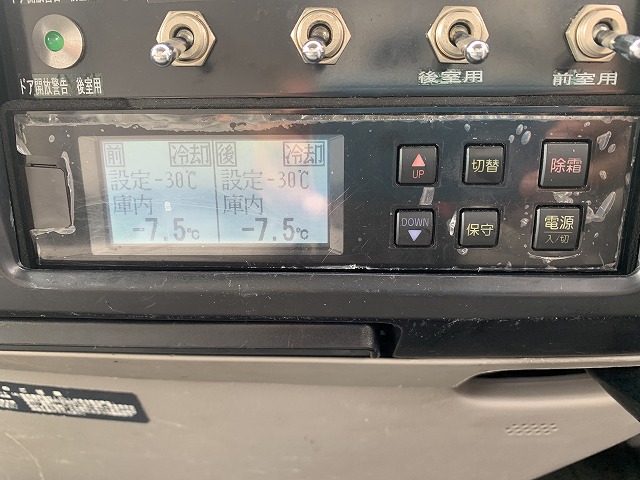 ドア開放警告 後室用
後室用
前室用
前 冷却 後 冷却
設定-30℃ 設定-30℃
庫内 庫内
-7.5℃ -7.5℃
UP
切替
除霜
DOWN
保守
電源
入/切